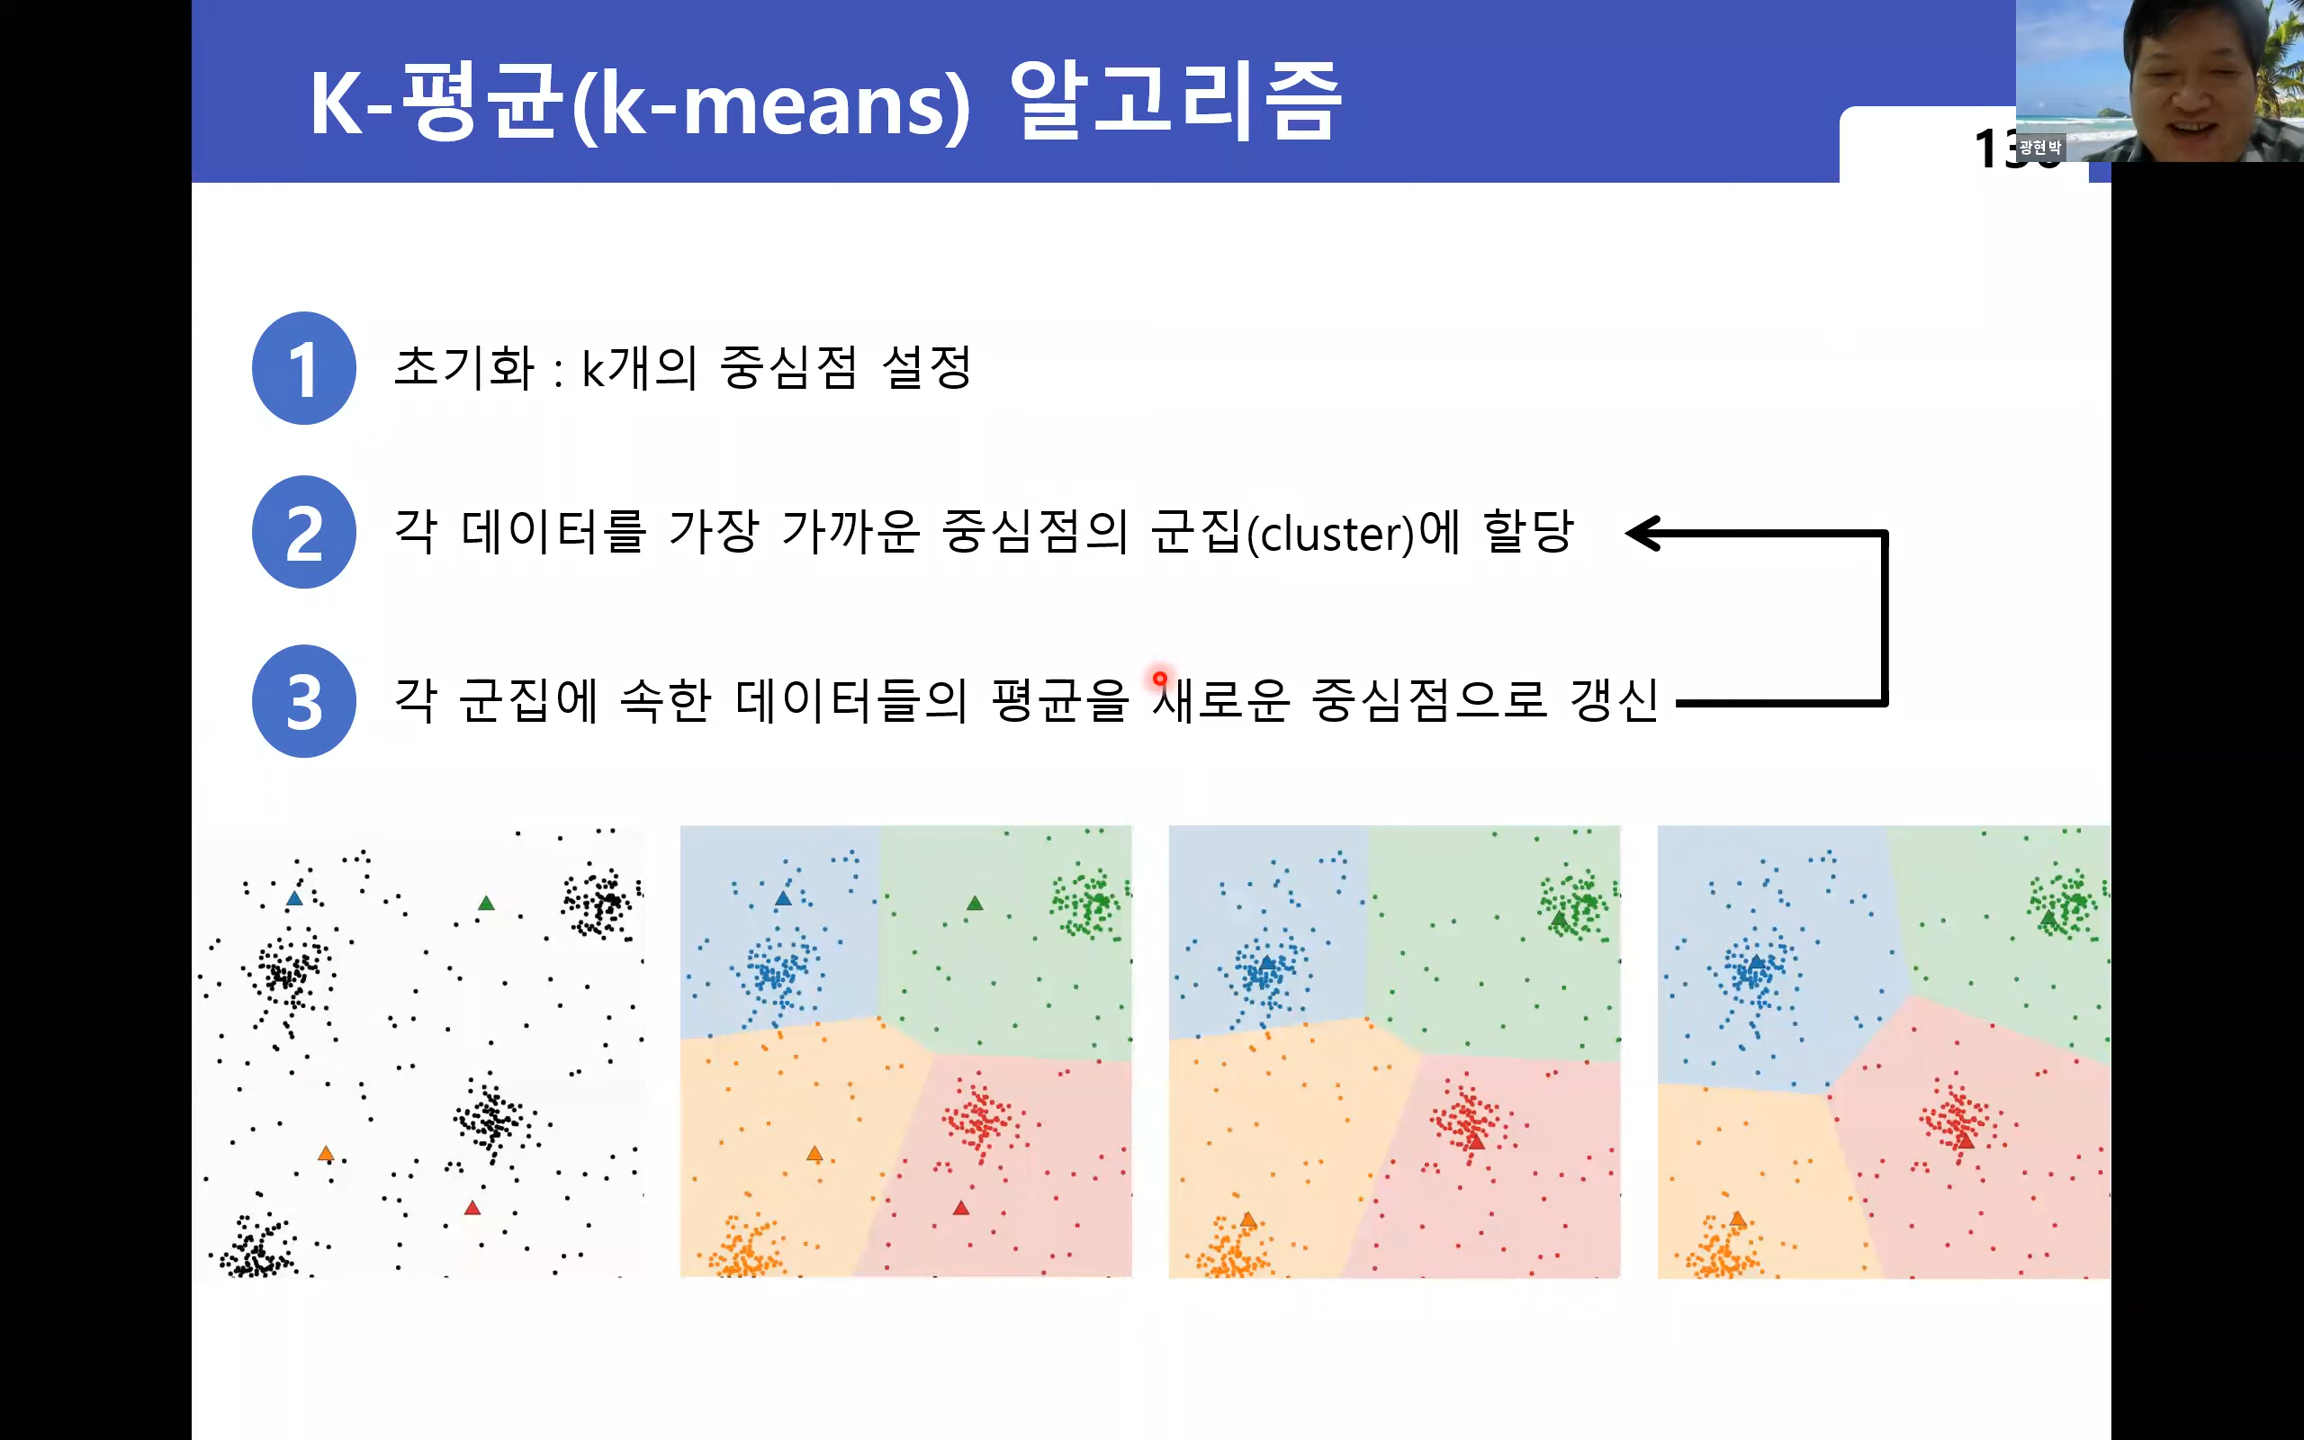 K-평균(k-means) 알고리즘
광현박
1 초기화 : k개의 중심점 설정
2 각 데이터를 가장 가까운 중심점의 군집(cluster)에 할당
3 각 군집에 속한 데이터들의 평균을 새로운 중심점으로 갱신